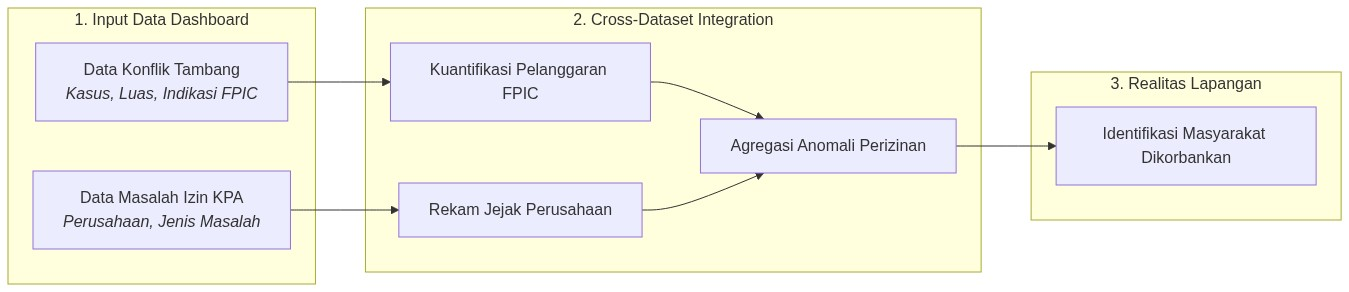 1. Input Data Dashboard
Data Konflik Tambang
Kasus, Luas, Indikasi FPIC
Data Masalah Izin KPA
Perusahaan, Jenis Masalah
2. Cross-Dataset Integration
Kuantifikasi Pelanggaran
FPIC
Rekam Jejak Perusahaan
Agregasi Anomali Perizinan
3. Realitas Lapangan
Identifikasi Masyarakat
Dikorbankan